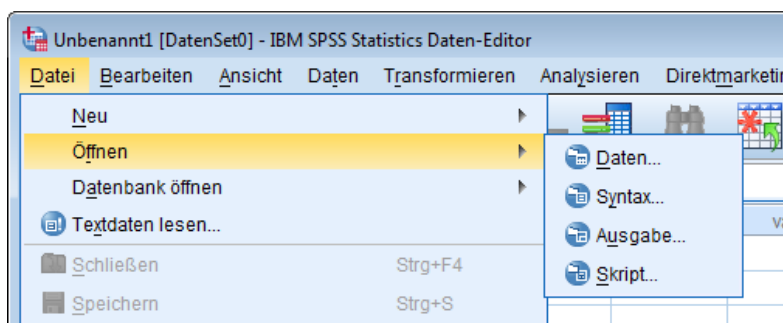 Unbenannt1 [DatenSet0] - IBM SPSS Statistics Daten-Editor
Datei Bearbeiten Ansicht Daten Transformieren Analysieren
Neu
Öffnen
Datenbank öffnen
Textdaten lesen...
Schließen Strg+F4
Speichern Strg+S
Daten...
Syntax...
Ausgabe...
Skript...